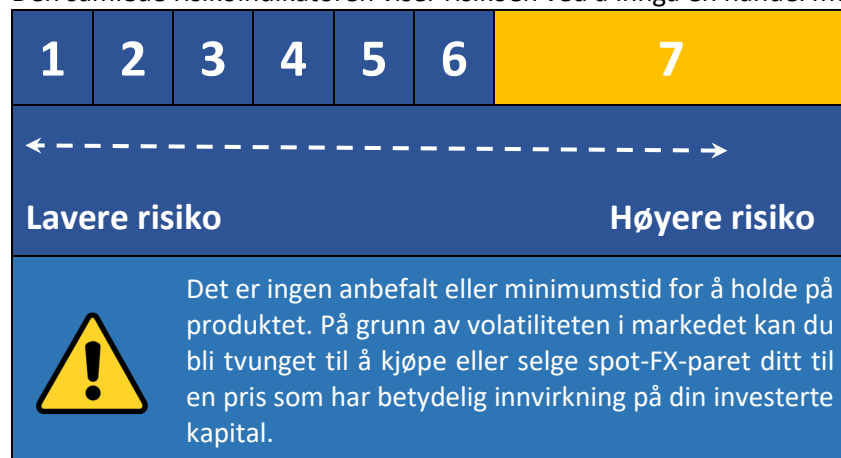 1 2 3 4 5 6 7
Lavere risiko Høyere risiko
Det er ingen anbefalt eller minimumstid for å holde på
produktet. På grunn av volatiliteten i markedet kan du
bli tvunget til å kjøpe eller selge spot-FX-paret ditt til
en pris som har betydelig innvirkning på din investerte
kapital.